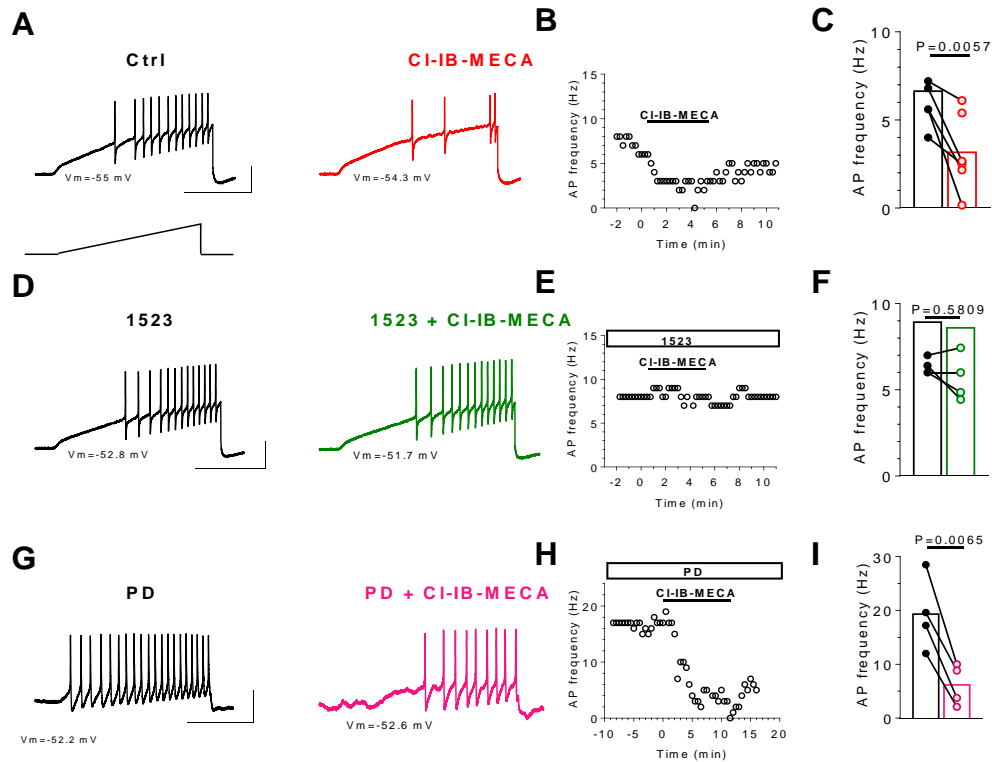 A
Ctrl
Cl-IB-MECA
Vm=-55 mV
Vm=-54.3 mV
B
AP frequency (Hz)
15
10
5
0
Cl-IB-MECA
-2 0 2 4 6 8 10
Time (min)
C
AP frequency (Hz)
P=0.0057
10
5
0
D
1523
1523 + Cl-IB-MECA
Vm=-52.8 mV
Vm=-51.7 mV
E
AP frequency (Hz)
15
10
5
0
1523
Cl-IB-MECA
-2 0 2 4 6 8 10
Time (min)
F
AP frequency (Hz)
P=0.5809
10
5
0
G
PD
PD + Cl-IB-MECA
Vm=-52.2 mV
Vm=-52.6 mV
H
AP frequency (Hz)
20
10
0
PD
Cl-IB-MECA
-10 -5 0 5 10 15 20
Time (min)
I
AP frequency (Hz)
P=0.0065
30
20
10
0